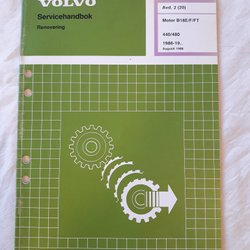 VOLVO
Servicehandbok
Renovering
Avd. 2 (20)
Motor B18E/F/FT
440/480
1986-19..
Augusti 1988